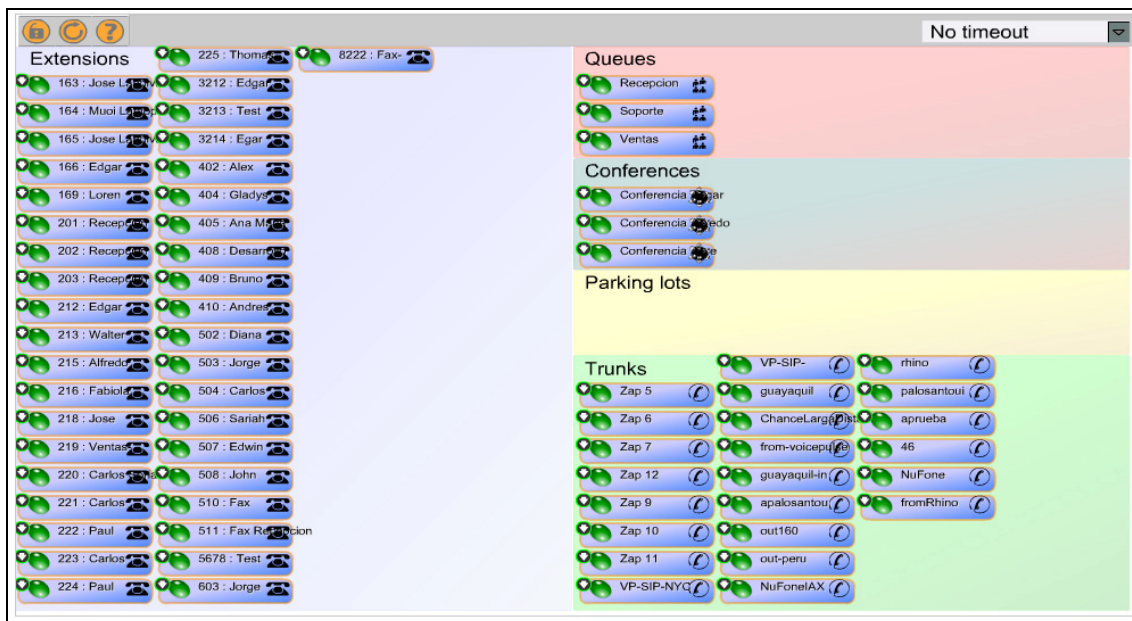 No timeout
Extensions
163 : Jose
164 : Muoi
165 : Jose
166 : Edgar
169 : Loren
201 : Recep
202 : Recep
203 : Recep
212 : Edgar
213 : Walter
215 : Alfredo
216 : Fabiola
218 : Jose
219 : Ventas
220 : Carlos
221 : Carlos
222 : Paul
223 : Carlos
224 : Paul
225 : Thomas
3212 : Edgar
3213 : Test
3214 : Egar
402 : Alex
404 : Gladys
405 : Ana
408 : Desarr
409 : Bruno
410 : Andres
502 : Diana
503 : Jorge
504 : Carlos
506 : Sariah
507 : Edwin
508 : John
510 : Fax
511 : Fax Recepcion
5678 : Test
603 : Jorge
8222 : Fax-
Queues
Recepcion
Soporte
Ventas
Conferences
Conferencia
Conferencia
Conferencia
Parking lots
Trunks
Zap 5
Zap 6
Zap 7
Zap 12
Zap 9
Zap 10
Zap 11
VP-SIP-NYC
VP-SIP-
guayaquil
ChanceLargaDist
from-voicepulse
guayaquil-in
apalosantou
out160
out-peru
NuFoneIAX
rhino
palosantoui
aprueba
46
NuFone
fromRhino